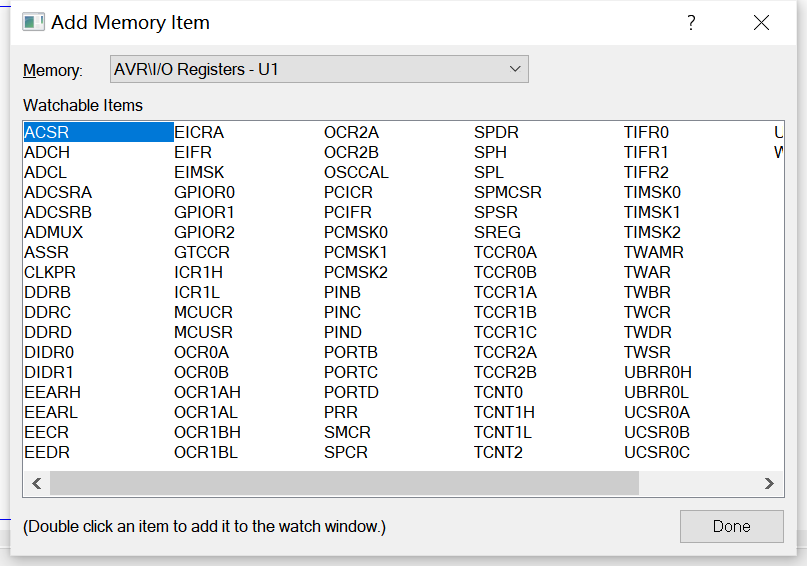 Add Memory Item
?
Memory:
AVR\I/O Registers - U1
Watchable Items
ACSR EICRA OCR2A SPDR TIFR0
ADCH EIFR OCR2B SPH TIFR1
ADCL EIMSK OSCCAL SPL TIFR2
ADCSRA GPIOR0 PCICR SPMCSR TIMSK0
ADCSRB GPIOR1 PCIFR SPSR TIMSK1
ADMUX GPIOR2 PCMSK0 SREG TIMSK2
ASSR GTCCR PCMSK1 TCCR0A TWAMR
CLKPR ICR1H PCMSK2 TCCR0B TWAR
DDRB ICR1L PINB TCCR1A TWBR
DDRC MCUCR PINC TCCR1B TWCR
DDRD MCUSR PIND TCCR1C TWDR
DIDR0 OCR0A PORTB TCCR2A TWSR
DIDR1 OCR0B PORTC TCCR2B UBRR0H
EEARH OCR1AH PORTD TCNT0 UBRR0L
EEARL OCR1AL PRR TCNT1H UCSR0A
EECR OCR1BH SMCR TCNT1L UCSR0B
EEDR OCR1BL SPCR TCNT2 UCSR0C
(Double click an item to add it to the watch window.)
Done